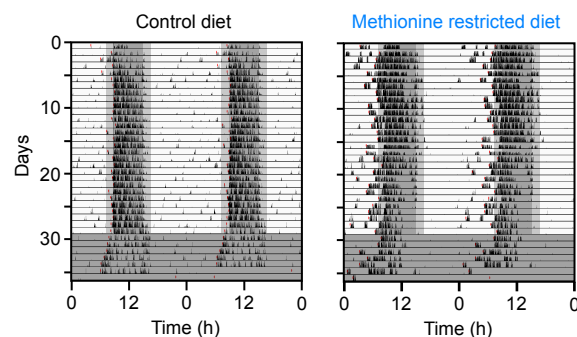 Control diet
Methionine restricted diet
Days
0
10
20
30
0 12 0 12 0
0 12 0 12 0
Time (h)
Time (h)